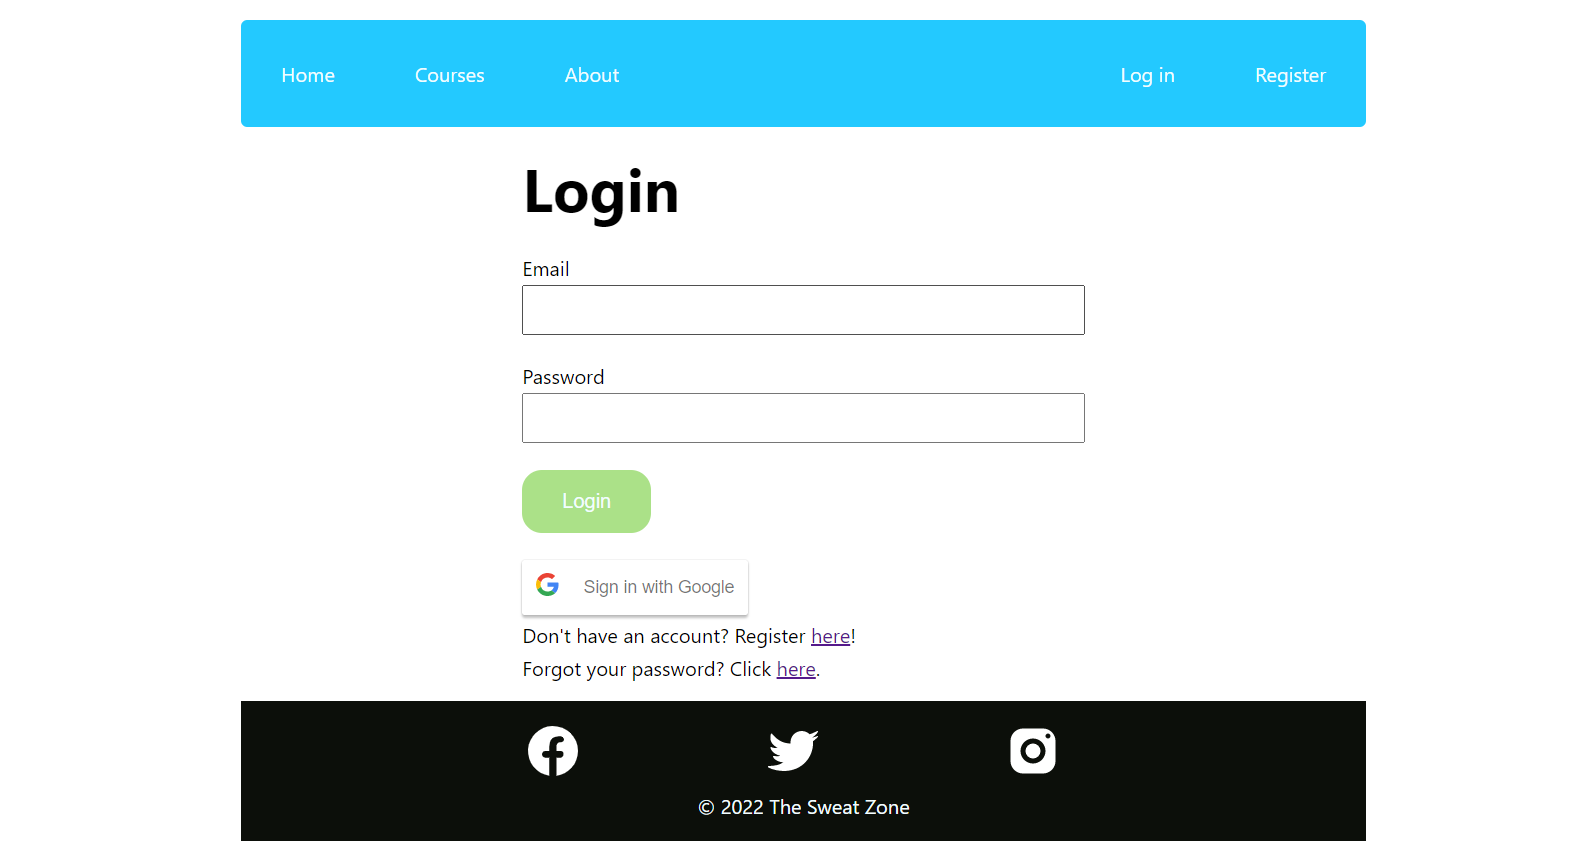 Home Courses About Log in Register
Login
Email
Password
Login
Sign in with Google
Don't have an account? Register here!
Forgot your password? Click here.
© 2022 The Sweat Zone